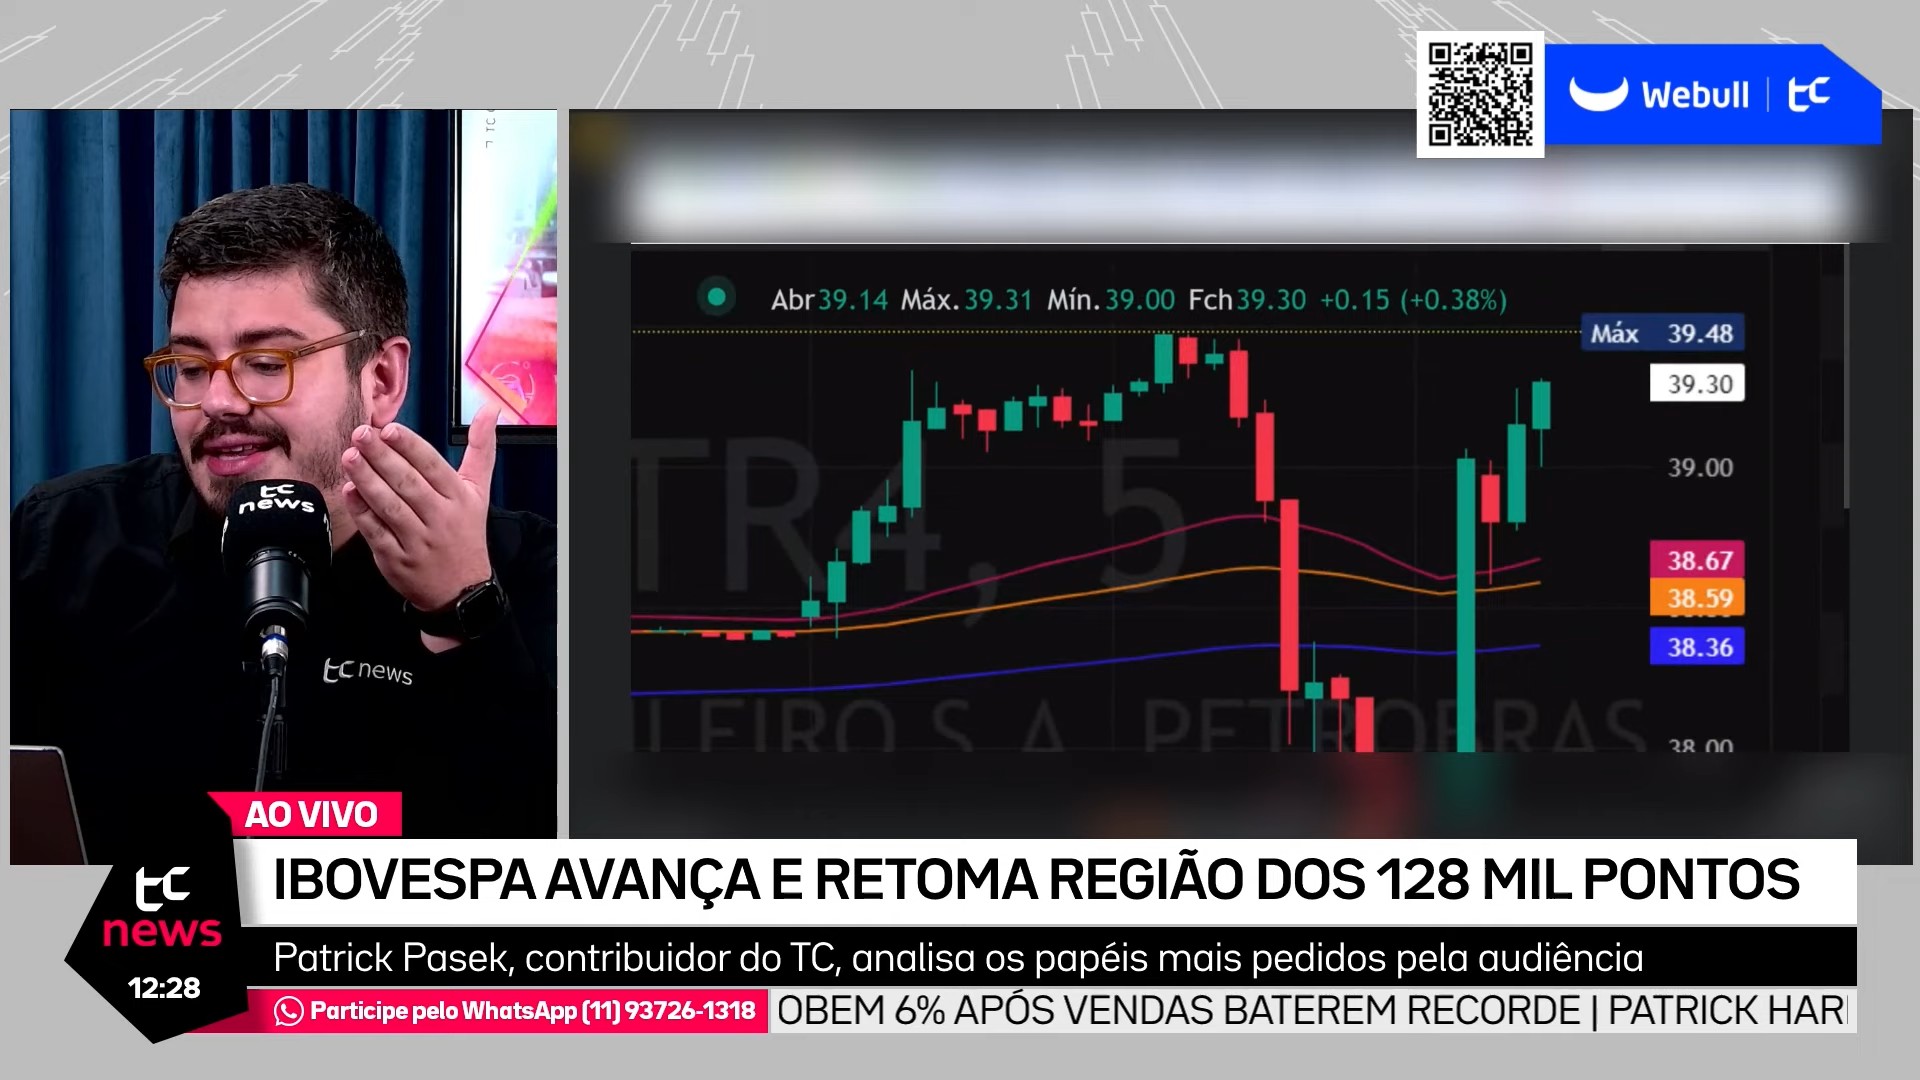 Webull | tc
Abr 39.14 Máx. 39.31 Mín. 39.00 Fch 39.30 +0.15 (+0.38%)
Máx 39.48
39.30
39.00
38.67
38.59
38.36
38.00
TR4, 5
LEIRO S.A. PETROBRAS
tc
news
tc news
AO VIVO
IBOVESPA AVANÇA E RETOMA REGIÃO DOS 128 MIL PONTOS
Patrick Pasek, contribuidor do TC, analisa os papéis mais pedidos pela audiência
tc
news
12:28
Participe pelo WhatsApp (11) 93726-1318
OBEM 6% APÓS VENDAS BATEREM RECORDE | PATRICK HAR